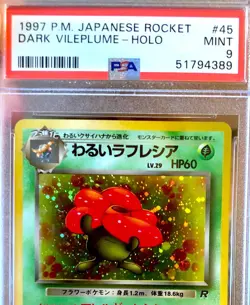 1997 P.M. JAPANESE ROCKET #45
DARK VILEPLUME - HOLO MINT
9
PSA 51794389
わるいクサイハナから進化
モンスターカードに重ねて使います。
わるいラフレシア
LV.29 HP60
フラワーポケモン：身長1.2m、体重18.6kg
R